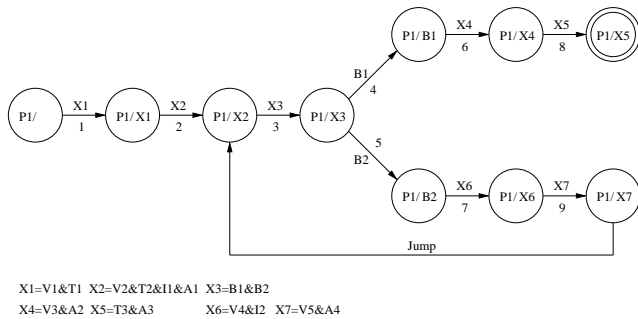 P1/ B1
X4
6
P1/ X4
X5
8
P1/X5
B1
4
P1/
X1
1
P1/ X1
X2
2
P1/ X2
X3
3
P1/ X3
5
B2
P1/ B2
X6
7
P1/ X6
X7
9
P1/ X7
Jump
X1=V1&T1 X2=V2&T2&I1&A1 X3=B1&B2
X4=V3&A2 X5=T3&A3 X6=V4&I2 X7=V5&A4